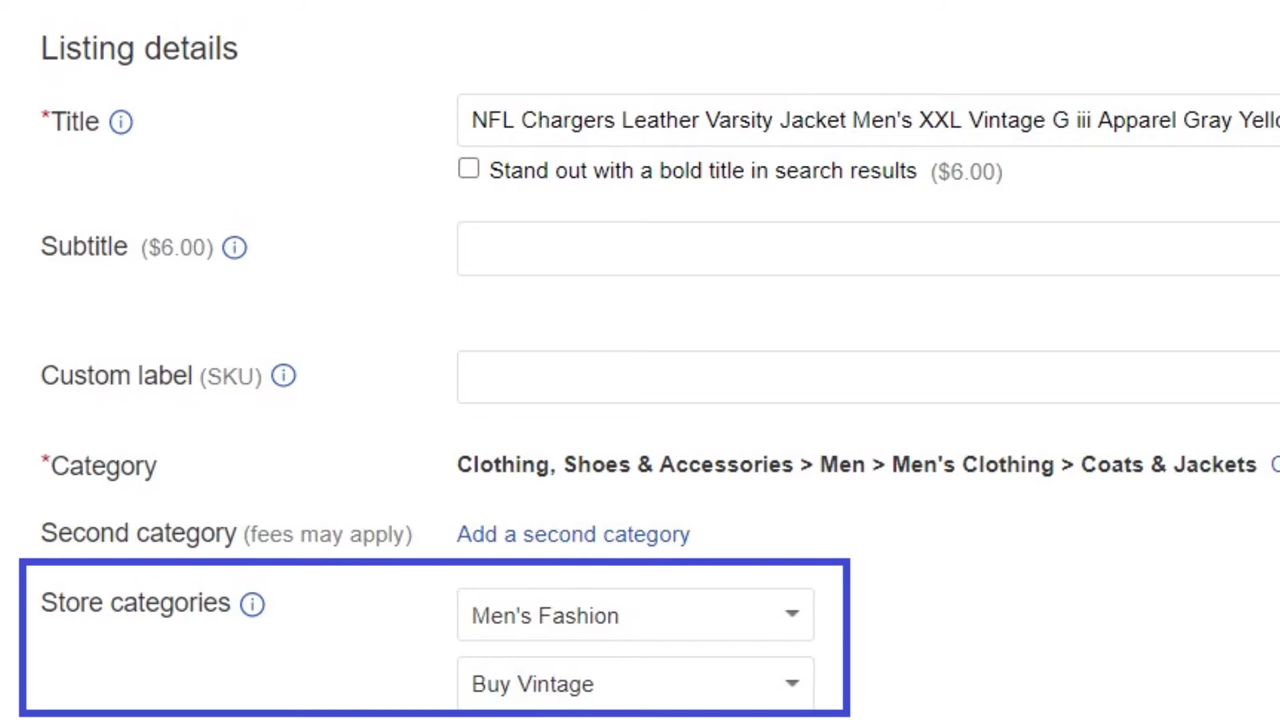 Listing details
*Title
NFL Chargers Leather Varsity Jacket Men's XXL Vintage G iii Apparel Gray
Stand out with a bold title in search results ($6.00)
Subtitle ($6.00)
Custom label (SKU)
*Category
Clothing, Shoes & Accessories > Men > Men's Clothing > Coats & Jackets
Second category (fees may apply)
Add a second category
Store categories
Men's Fashion
Buy Vintage